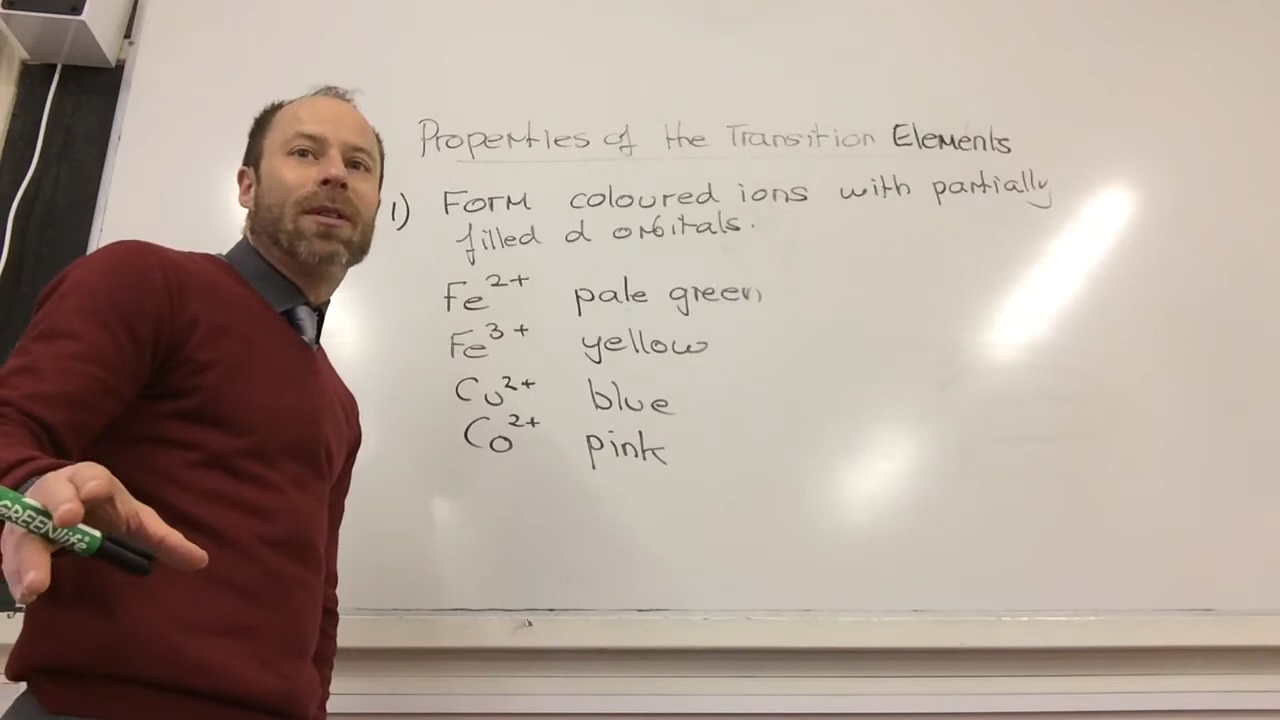 Properties of the Transition Elements
1) Form coloured ions with partially
filled d orbitals.
Fe²⁺ pale green
Fe³⁺ yellow
Cu²⁺ blue
Co²⁺ pink
GREENlife